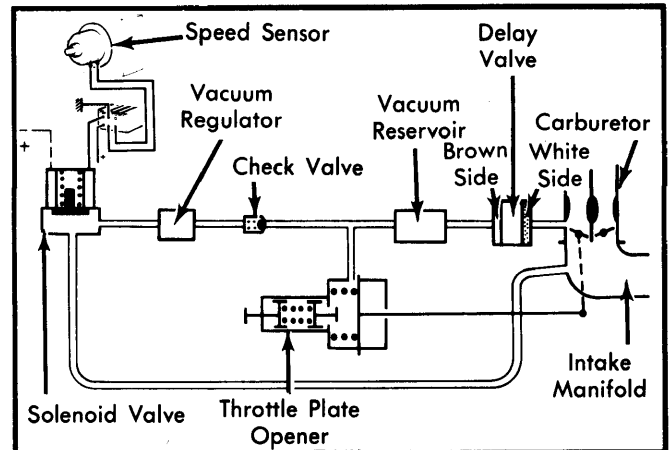 Speed Sensor
Delay
Valve
Vacuum
Regulator
Vacuum
Reservoir
Carburetor
Check Valve
Brown
Side
White
Side
+
+
Solenoid Valve
Throttle Plate
Opener
Intake
Manifold